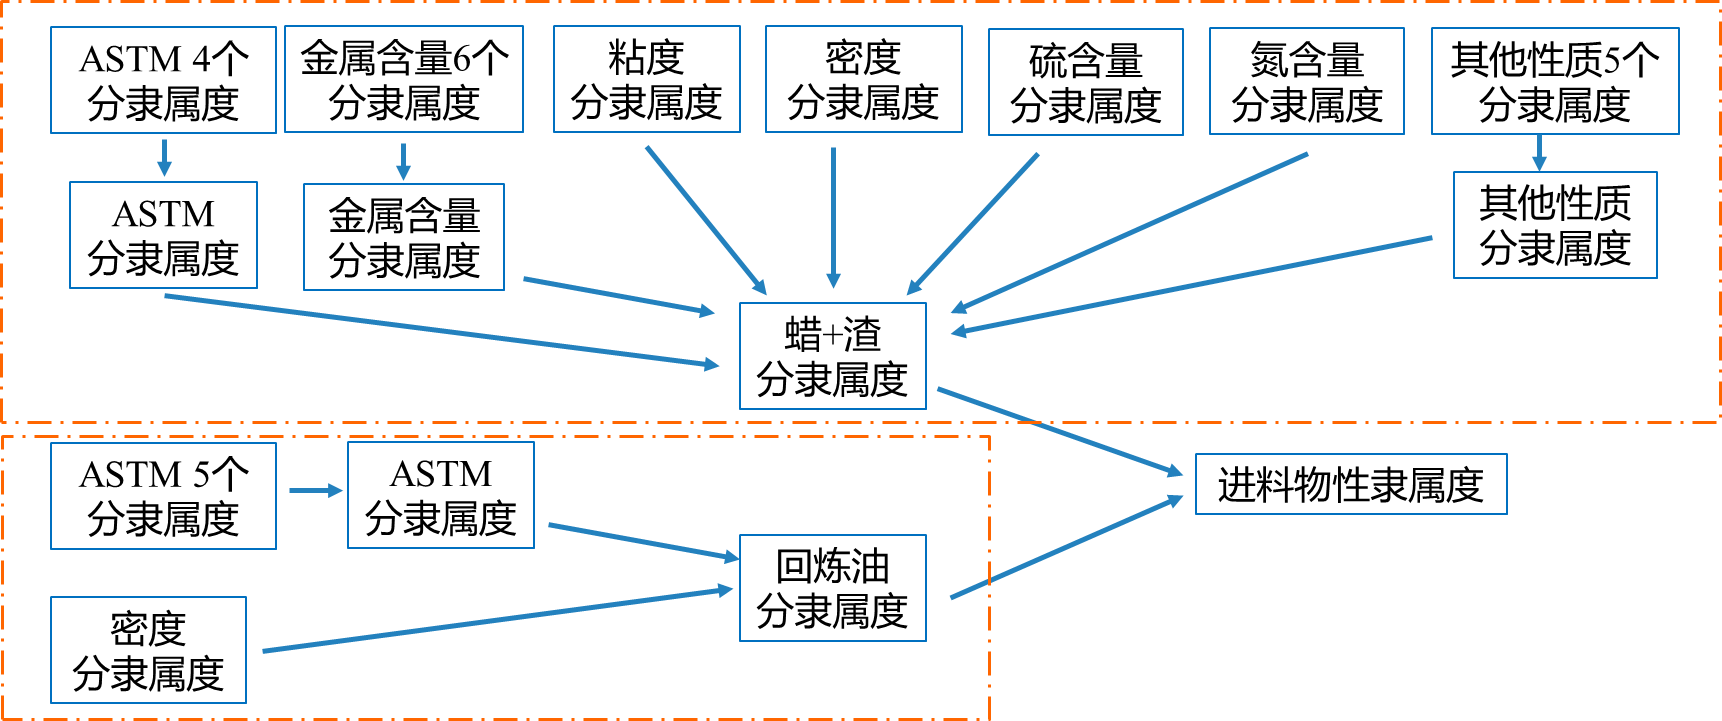 ASTM 4个
分隶属度
金属含量6个
分隶属度
粘度
分隶属度
密度
分隶属度
硫含量
分隶属度
氮含量
分隶属度
其他性质5个
分隶属度
ASTM
分隶属度
金属含量
分隶属度
其他性质
分隶属度
蜡+渣
分隶属度
ASTM 5个
分隶属度
ASTM
分隶属度
进料物性隶属度
回炼油
分隶属度
密度
分隶属度